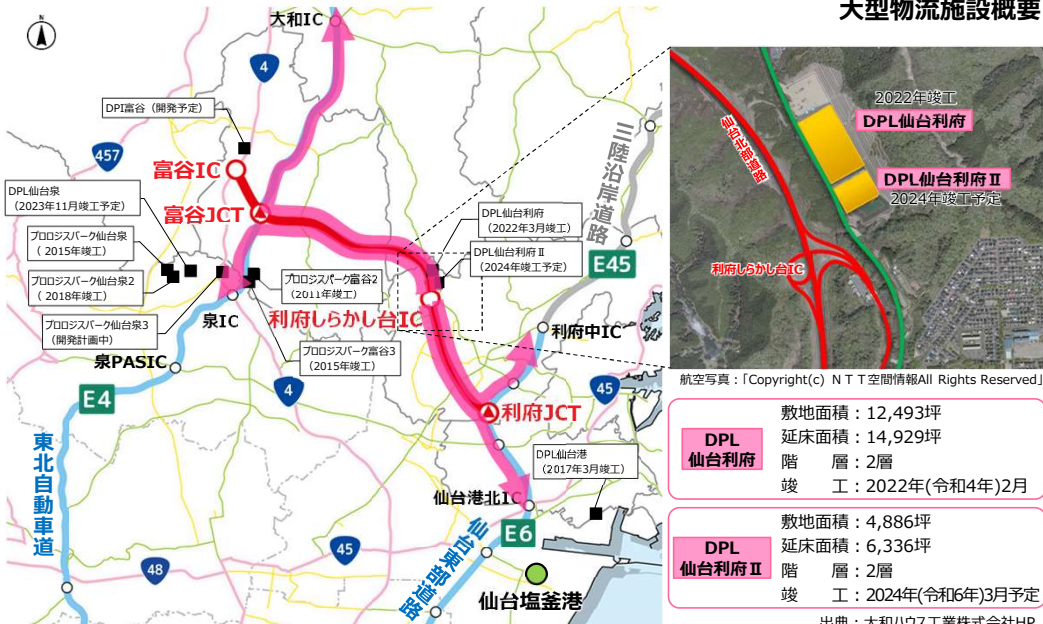 大型物流施設概要
N
大和IC
4
DPI富谷(開発予定)
457
富谷IC
三陸沿岸道路
DPL仙台泉
(2023年11月竣工予定)
富谷JCT
DPL仙台利府
(2022年3月竣工)
プロロジスパーク仙台泉
( 2015年竣工)
DPL仙台利府Ⅱ
(2024年竣工予定)
E45
プロロジスパーク仙台泉2
( 2018年竣工)
プロロジスパーク富谷2
(2011年竣工)
プロロジスパーク仙台泉3
(開発計画中)
泉IC
利府しらかし台IC
利府中IC
プロロジスパーク富谷3
(2015年竣工)
泉PASIC
4
45
E4
利府JCT
東北自動車道
DPL仙台港
(2017年3月竣工)
仙台港北IC
E6
仙台東部道路
45
48
仙台塩釜港
2022年竣工
DPL仙台利府
仙台北部道路
DPL仙台利府Ⅱ
2024年竣工予定
利府しらかし台IC
航空写真:「Copyright(c) NTT空間情報All Rights Reserved」
DPL
仙台利府
敷地面積:12,493坪
延床面積:14,929坪
階 層:2層
竣 工:2022年(令和4年)2月
DPL
仙台利府Ⅱ
敷地面積:4,886坪
延床面積:6,336坪
階 層:2層
竣 工:2024年(令和6年)3月予定
出典:大和ハウス工業株式会社HP